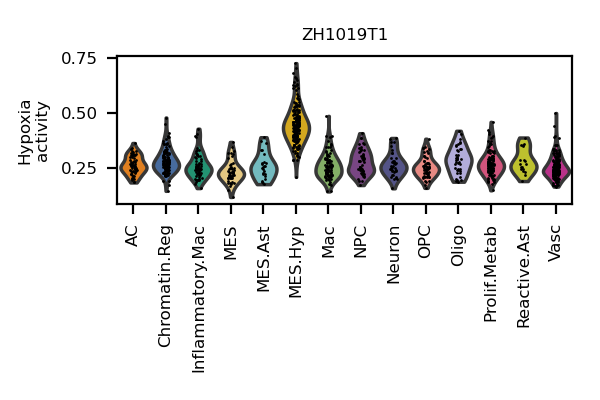 ZH1019T1
Hypoxia
activity
0.75
0.50
0.25
AC
Chromatin.Reg
Inflammatory.Mac
MES
MES.Ast
MES.Hyp
Mac
NPC
Neuron
OPC
Oligo
Prolif.Metab
Reactive.Ast
Vasc